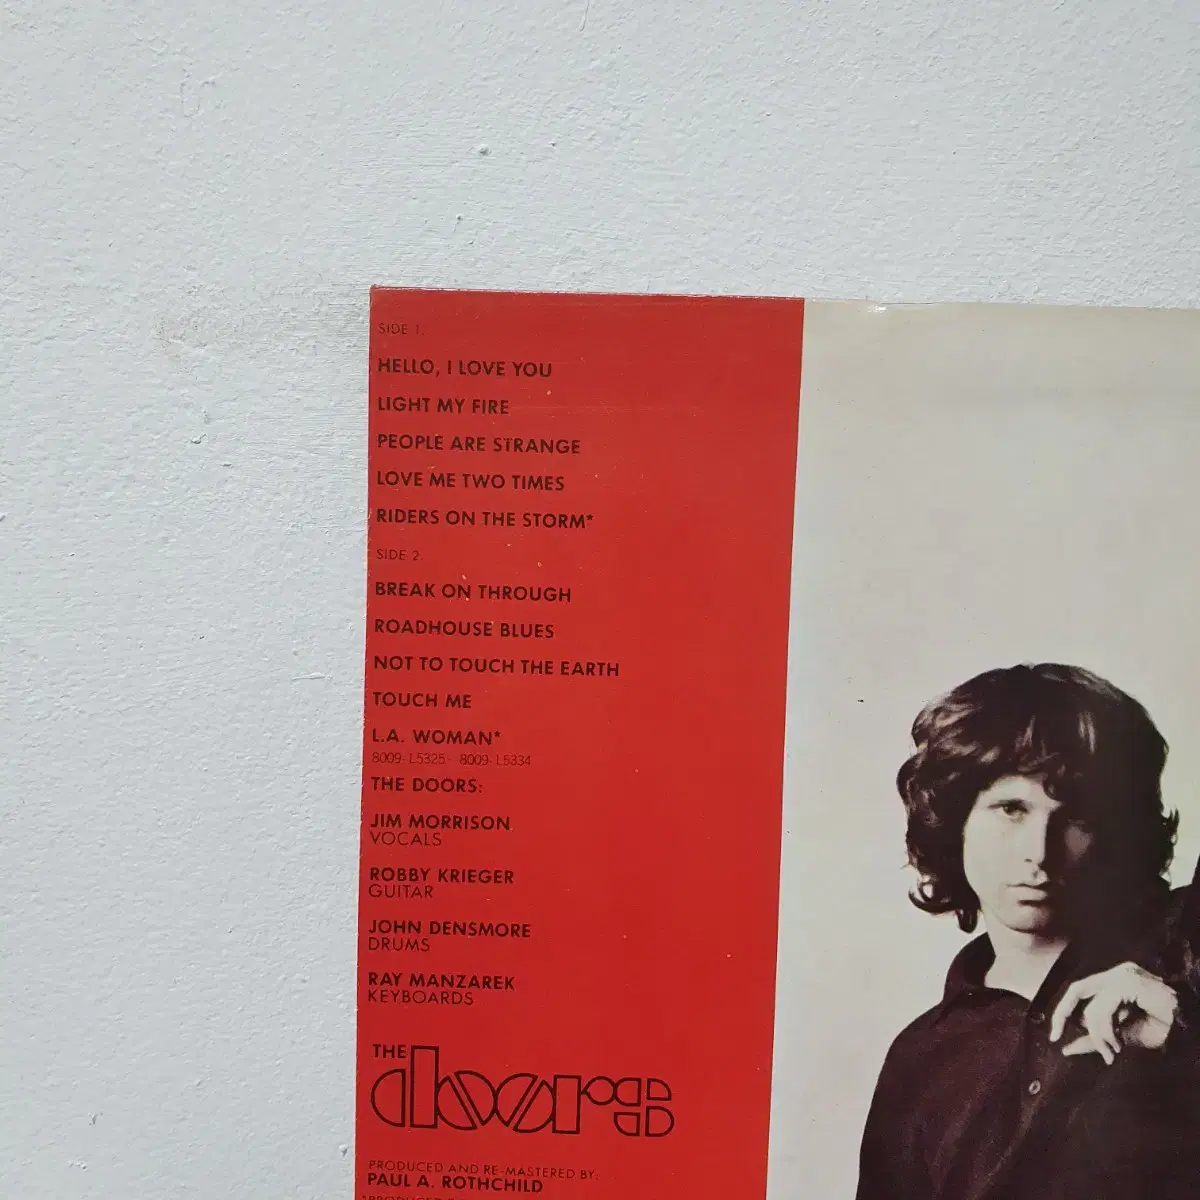 SIDE 1.
HELLO, I LOVE YOU
LIGHT MY FIRE
PEOPLE ARE STRANGE
LOVE ME TWO TIMES
RIDERS ON THE STORM*
SIDE 2.
BREAK ON THROUGH
ROADHOUSE BLUES
NOT TO TOUCH THE EARTH
TOUCH ME
L.A. WOMAN*
8009-L5325 - 8009-L5334
THE DOORS:
JIM MORRISON
VOCALS
ROBBY KRIEGER
GUITAR
JOHN DENSMORE
DRUMS
RAY MANZAREK
KEYBOARDS
THE
doors
PRODUCED AND RE-MASTERED BY:
PAUL A. ROTHCHILD
*PRODUCED